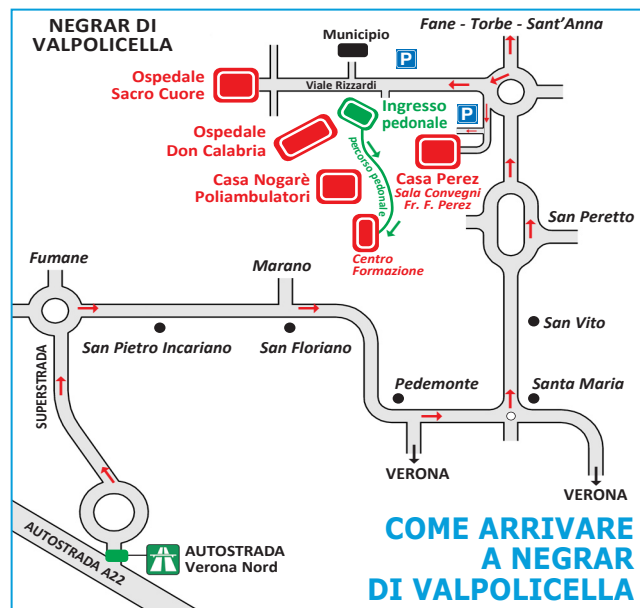 NEGRAR DI
VALPOLICELLA
Fane - Torbe - Sant'Anna
Municipio
P
Ospedale
Sacro Cuore
Viale Rizzardi
Ingresso
pedonale
P
Ospedale
Don Calabria
percorso pedonale
Casa Perez
Sala Convegni
Fr. F. Perez
Casa Nogarè
Poliambulatori
San Peretto
Centro
Formazione
Fumane
Marano
San Pietro Incariano
San Floriano
San Vito
SUPERSTRADA
Pedemonte
Santa Maria
VERONA
VERONA
AUTOSTRADA A22
AUTOSTRADA
Verona Nord
COME ARRIVARE
A NEGRAR
DI VALPOLICELLA